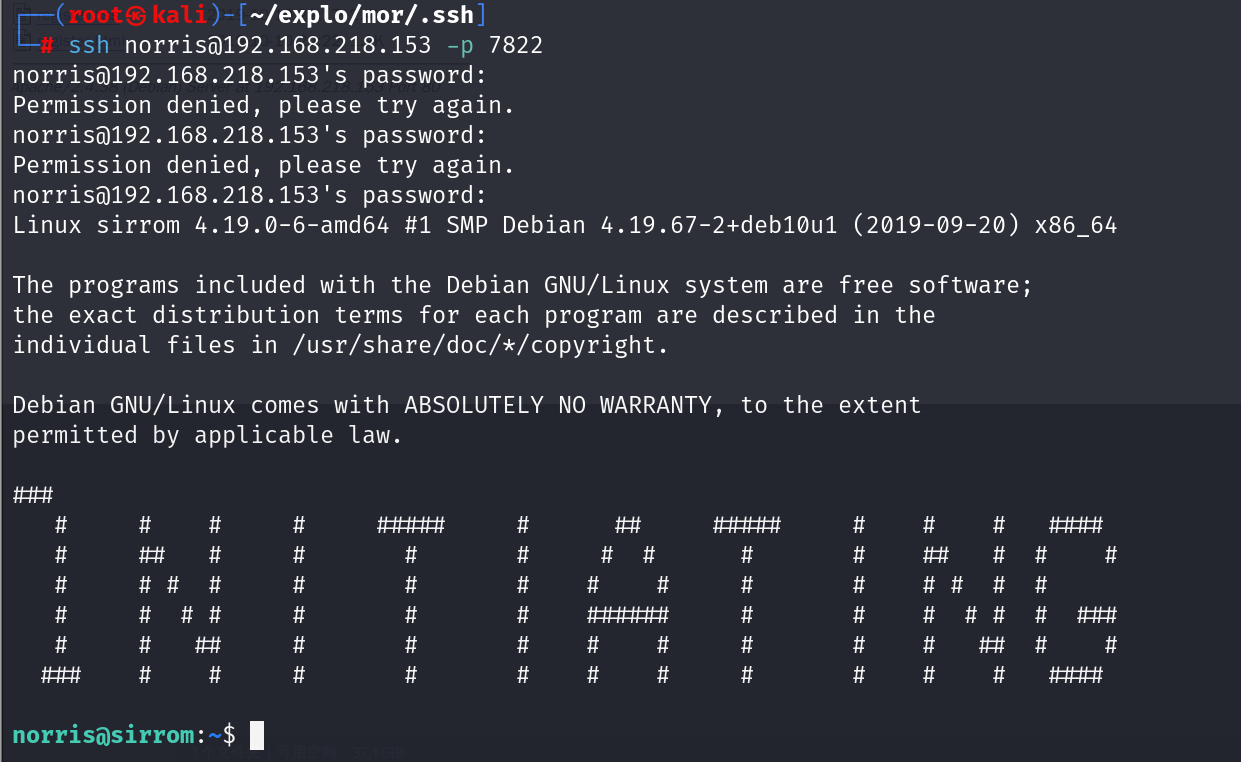 ┌──(root㉿kali)-[~/explo/mor/.ssh]
└─# ssh norris@192.168.218.153 -p 7822
norris@192.168.218.153's password:
Permission denied, please try again.
norris@192.168.218.153's password:
Permission denied, please try again.
norris@192.168.218.153's password:
Linux sirrom 4.19.0-6-amd64 #1 SMP Debian 4.19.67-2+deb10u1 (2019-09-20) x86_64
The programs included with the Debian GNU/Linux system are free software;
the exact distribution terms for each program are described in the
individual files in /usr/share/doc/*/copyright.
Debian GNU/Linux comes with ABSOLUTELY NO WARRANTY, to the extent
permitted by applicable law.
###
   #     #    #     #     #####     #      ##     #####     #    #    #   ####
   #     ##   #     #       #       #     #  #      #       #    ##   #  #    #
   #     # #  #     #       #       #    #    #     #       #    # #  #  #
   #     #  # #     #       #       #    ######     #       #    #  # #  #  ###
   #     #   ##     #       #       #    #    #     #       #    #   ##  #    #
  ###    #    #     #       #       #    #    #     #       #    #    #   ####
norris@sirrom:~$